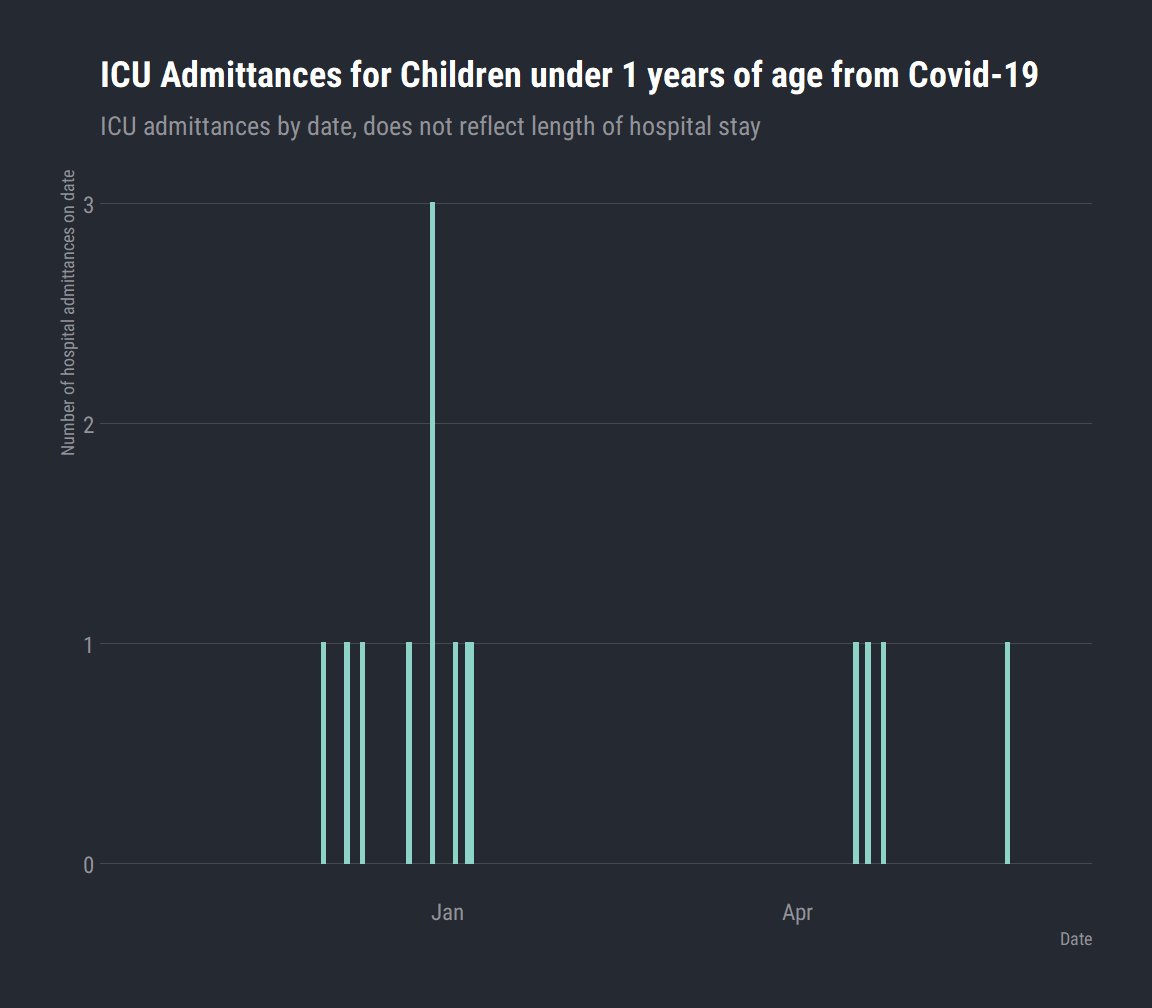 ICU Admittances for Children under 1 years of age from Covid-19
ICU admittances by date, does not reflect length of hospital stay
Number of hospital admittances on date
3
2
1
0
Jan Apr
Date